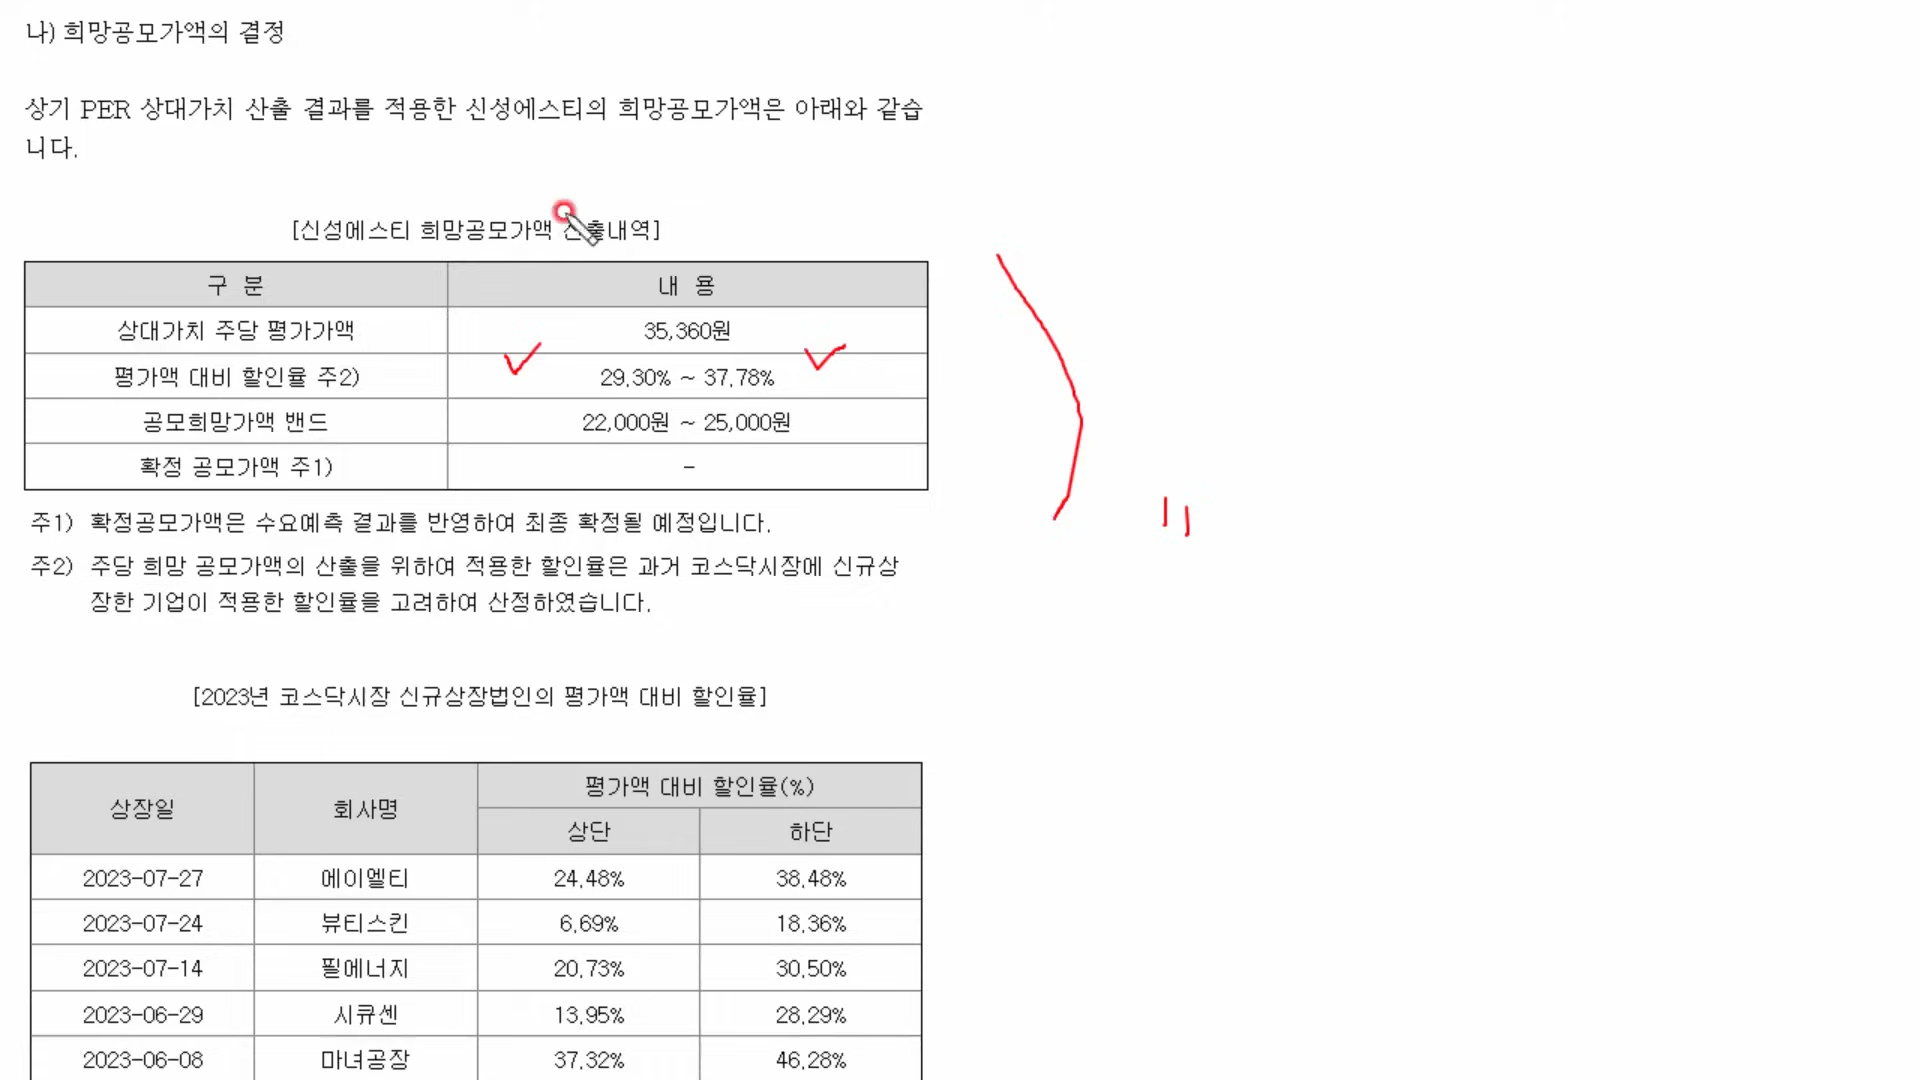 나) 희망공모가액의 결정
상기 PER 상대가치 산출 결과를 적용한 신성에스티의 희망공모가액은 아래와 같습
니다.
[신성에스티 희망공모가액 산출내역]
구 분 내 용
상대가치 주당 평가가액 35,360원
평가액 대비 할인율 주2) 29.30% ~ 37.78%
공모희망가액 밴드 22,000원 ~ 25,000원
확정 공모가액 주1) -
주1) 확정공모가액은 수요예측 결과를 반영하여 최종 확정될 예정입니다.
주2) 주당 희망 공모가액의 산출을 위하여 적용한 할인율은 과거 코스닥시장에 신규상
장한 기업이 적용한 할인율을 고려하여 산정하였습니다.
[2023년 코스닥시장 신규상장법인의 평가액 대비 할인율]
상장일 회사명 평가액 대비 할인율(%)
상단 하단
2023-07-27 에이엘티 24.48% 38.48%
2023-07-24 뷰티스킨 6.69% 18.36%
2023-07-14 필에너지 20.73% 30.50%
2023-06-29 시큐센 13.95% 28.29%
2023-06-08 마녀공장 37.32% 46.28%